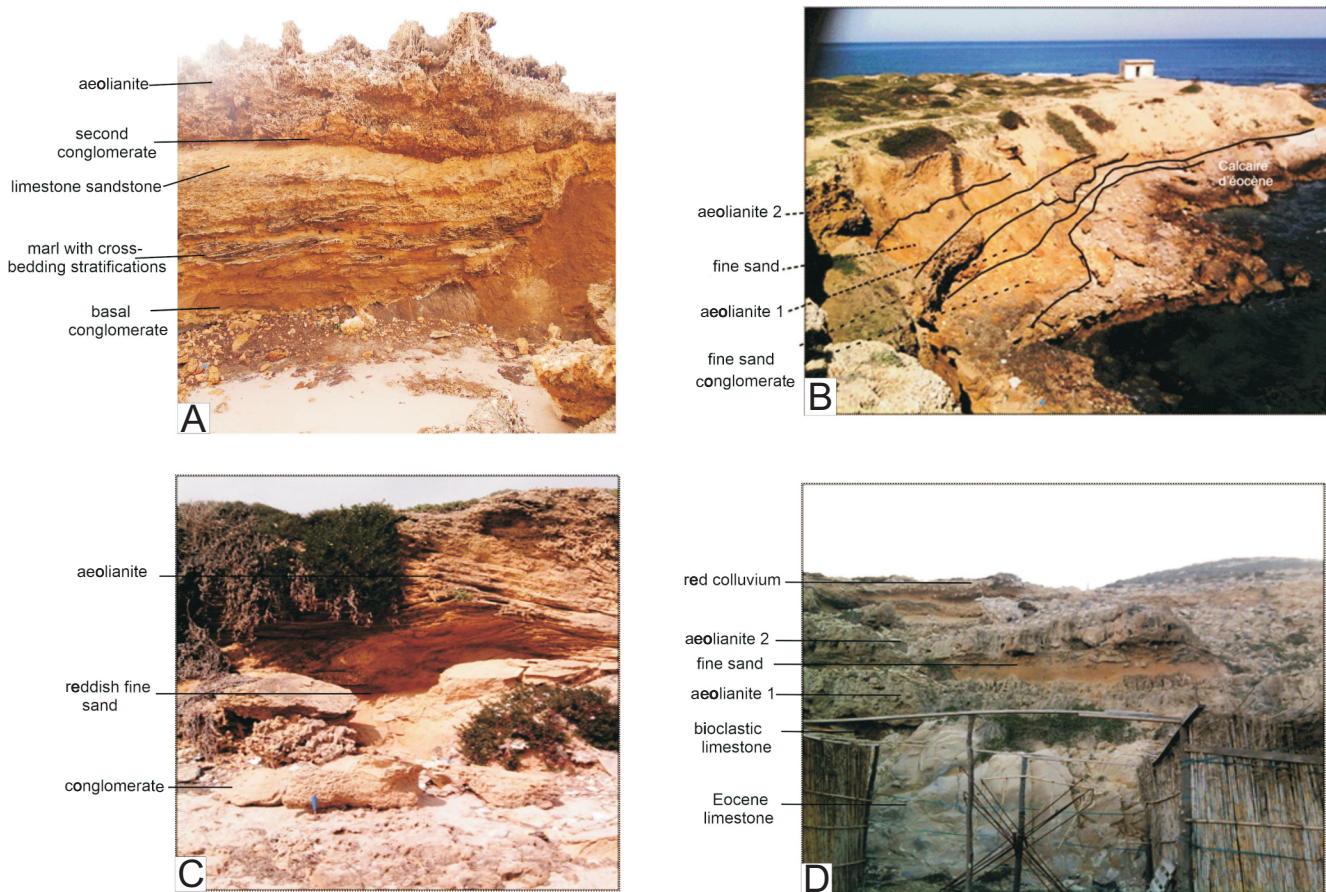 aeolianite
second
conglomerate
limestone sandstone
marl with cross-
bedding stratifications
basal
conglomerate
A
aeolianite 2
fine sand
aeolianite 1
fine sand
conglomerate
Calcaire
d'éocène
B
aeolianite
reddish fine
sand
conglomerate
C
red colluvium
aeolianite 2
fine sand
aeolianite 1
bioclastic
limestone
Eocene
limestone
D